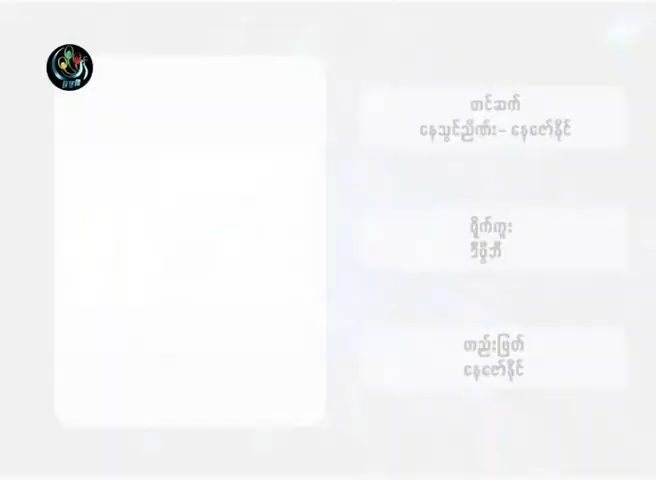 တင်ဆက်
နေသွင်ညိဏ်း - နေဇော်နိုင်
ရိုက်ကူး
ဒီဗွီဘီ
တည်းဖြတ်
နေဇော်နိုင်